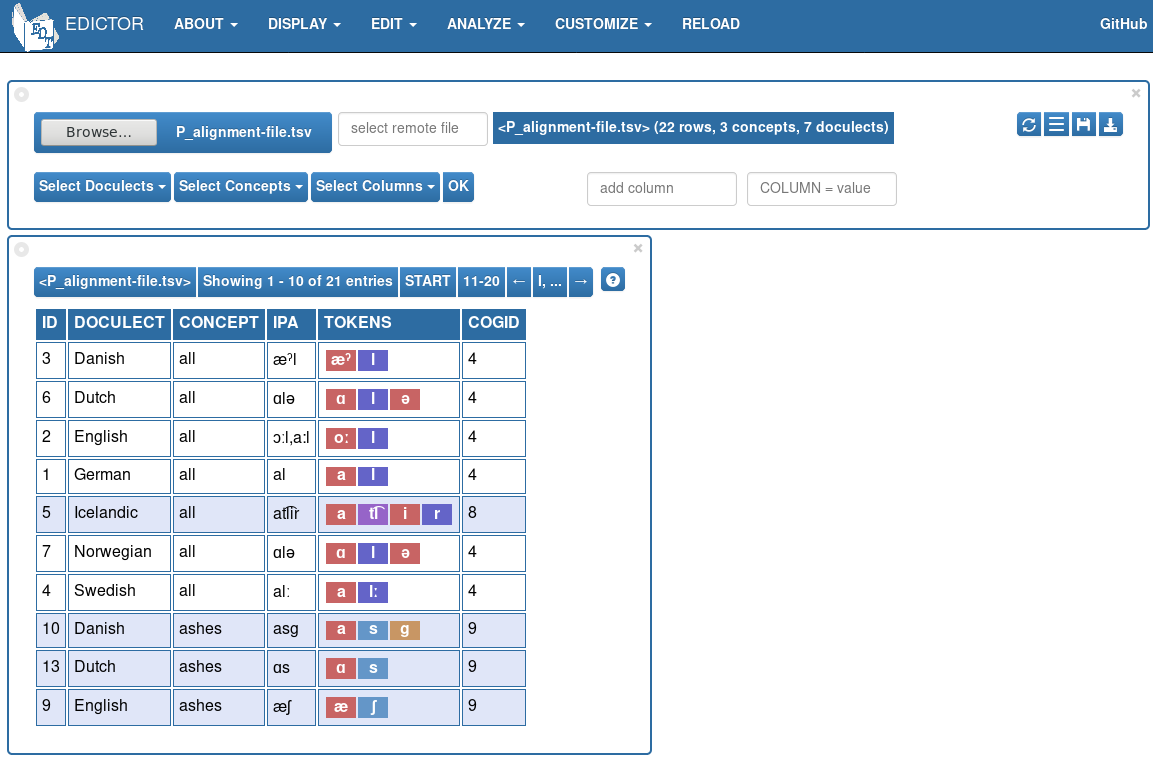 EDICTOR ABOUT DISPLAY EDIT ANALYZE CUSTOMIZE RELOAD GitHub
Browse... P_alignment-file.tsv select remote file <P_alignment-file.tsv> (22 rows, 3 concepts, 7 doculects)
Select Doculects Select Concepts Select Columns OK add column COLUMN = value
<P_alignment-file.tsv> Showing 1 - 10 of 21 entries START 11-20 ← I, ... → ?
ID DOCULECT CONCEPT IPA TOKENS COGID
3 Danish all æˀl æˀ l 4
6 Dutch all ɑlə ɑ l ə 4
2 English all ɔːl,aːl oː l 4
1 German all al a l 4
5 Icelandic all at͡lir a t͡l i r 8
7 Norwegian all ɑlə ɑ l ə 4
4 Swedish all alː a lː 4
10 Danish ashes asg a s g 9
13 Dutch ashes ɑs ɑ s 9
9 English ashes æʃ æ ʃ 9